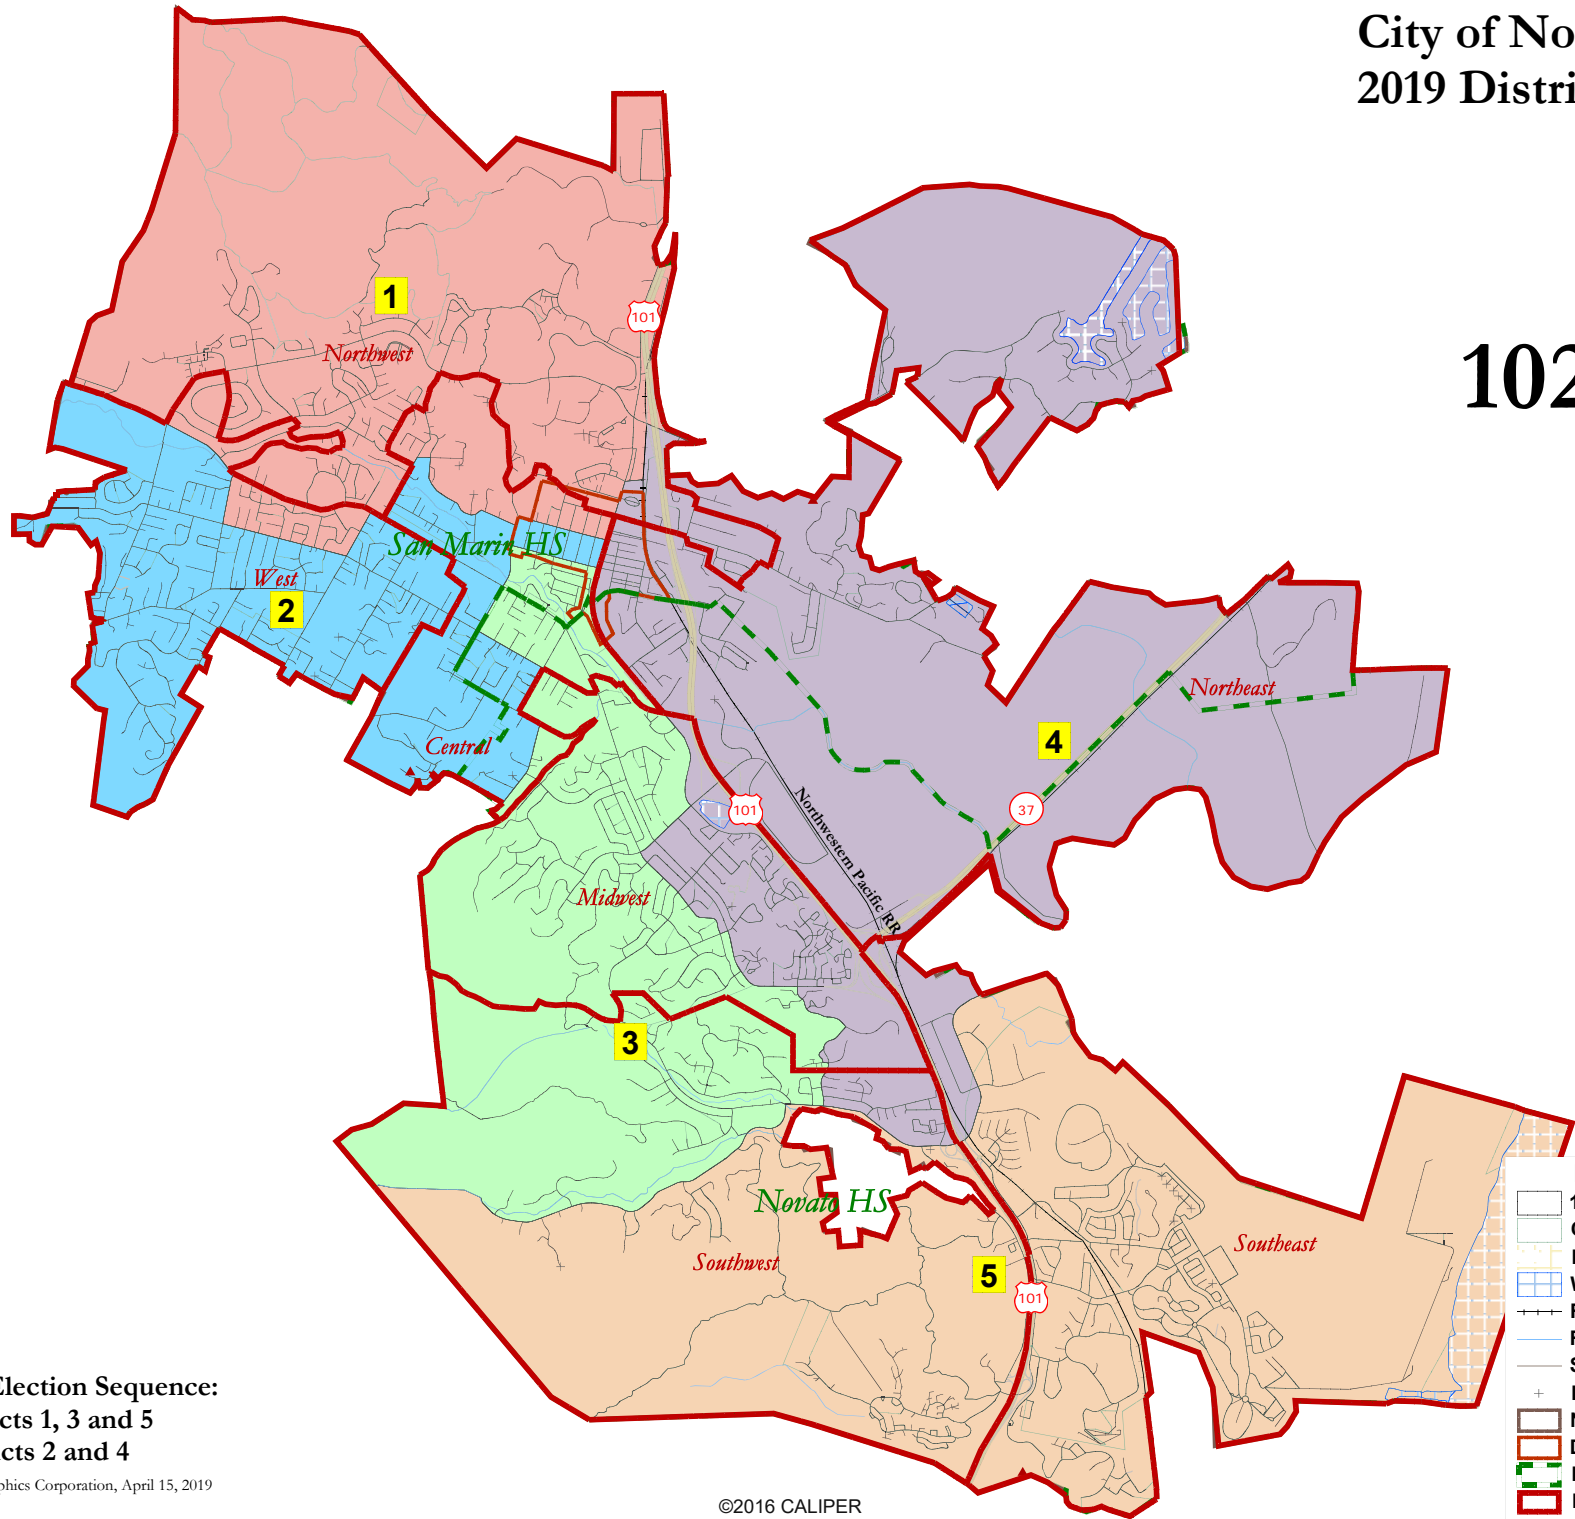 City of No
2019 Distri
102
1
Northwest
101
San Marin HS
West
2
Central
Northeast
4
37
101
Northwestern Pacific RR
Midwest
3
Novato HS
Southwest
5
101
Southeast
Election Sequence:
cts 1, 3 and 5
icts 2 and 4
phics Corporation, April 15, 2019
©2016 CALIPER